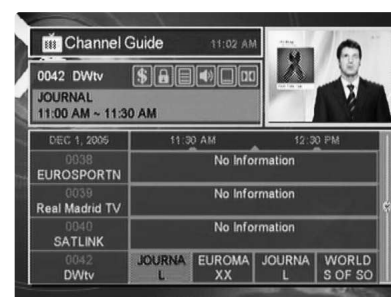 Channel Guide 11:02 AM
0042 DWtv
JOURNAL
11:00 AM ~ 11:30 AM
DEC 1, 2005 11:30 AM 12:30 PM
0038 No Information
EUROSPORTN
0039 No Information
Real Madrid TV
0040 No Information
SATLINK
0042 JOURNA EUROMA JOURNA WORLD
DWtv L XX L S OF SO